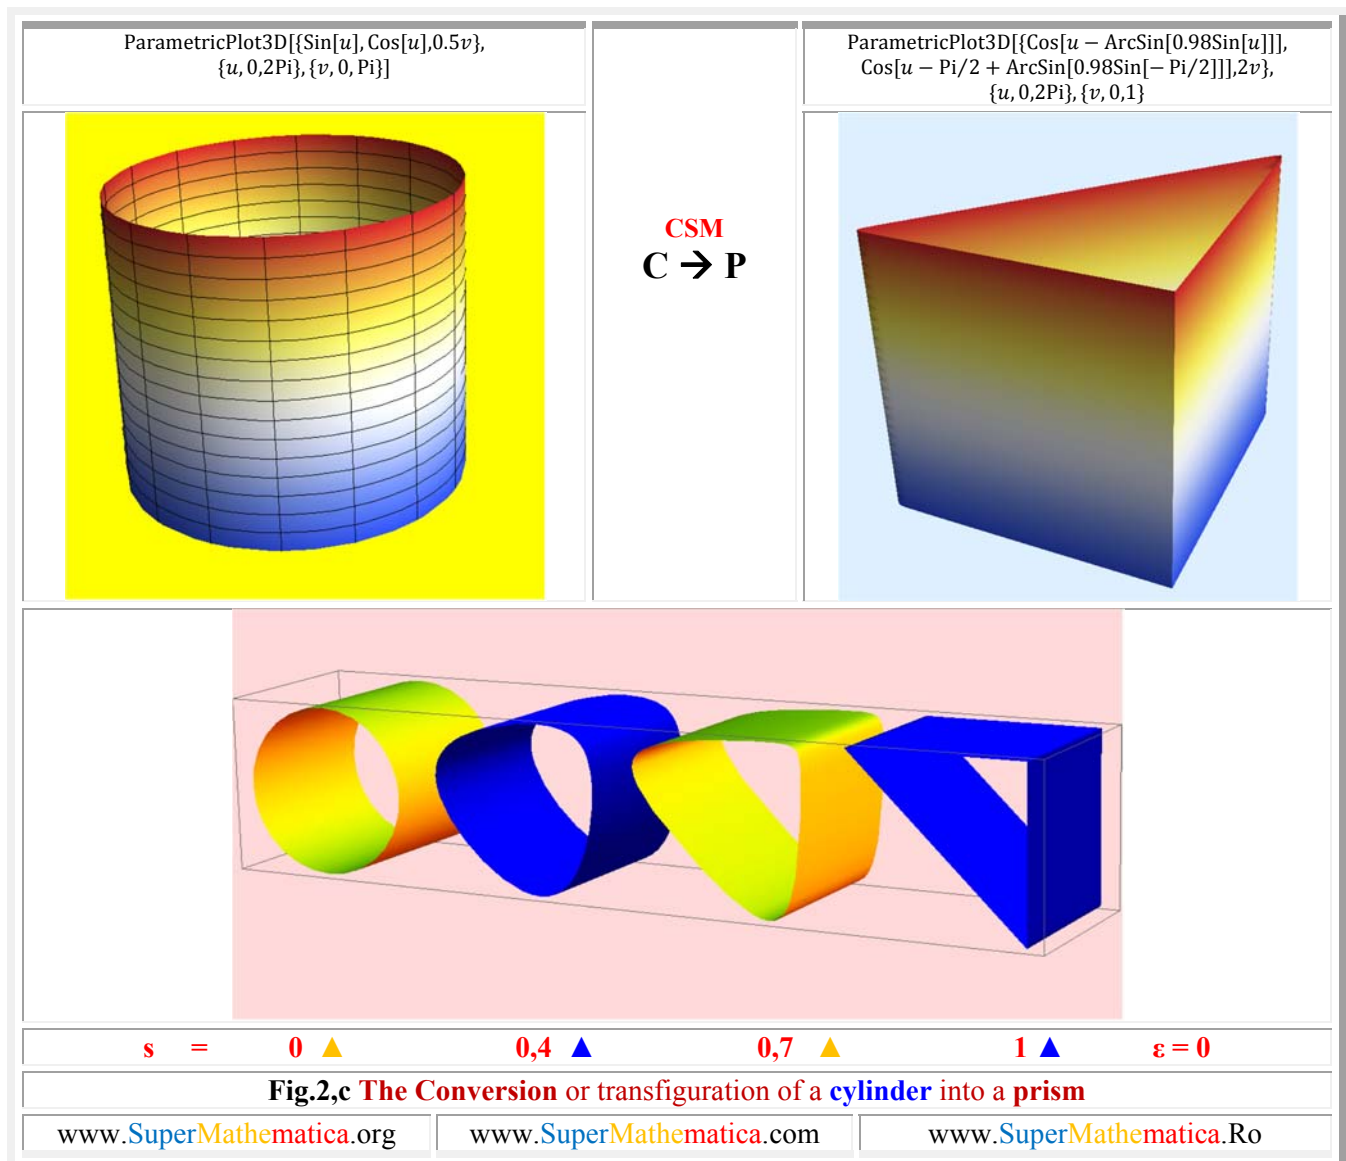 ParametricPlot3D[{Sin[u], Cos[u],0.5v},
{u, 0,2Pi}, {v, 0, Pi}]
CSM
C → P
ParametricPlot3D[{Cos[u − ArcSin[0.98Sin[u]]],
Cos[u − Pi/2 + ArcSin[0.98Sin[− Pi/2]]],2v},
{u, 0,2Pi}, {v, 0,1}
s = 0 ▲ 0,4 ▲ 0,7 ▲ 1 ▲ ε = 0
Fig.2,c The Conversion or transfiguration of a cylinder into a prism
www.SuperMathematica.org
www.SuperMathematica.com
www.SuperMathematica.Ro